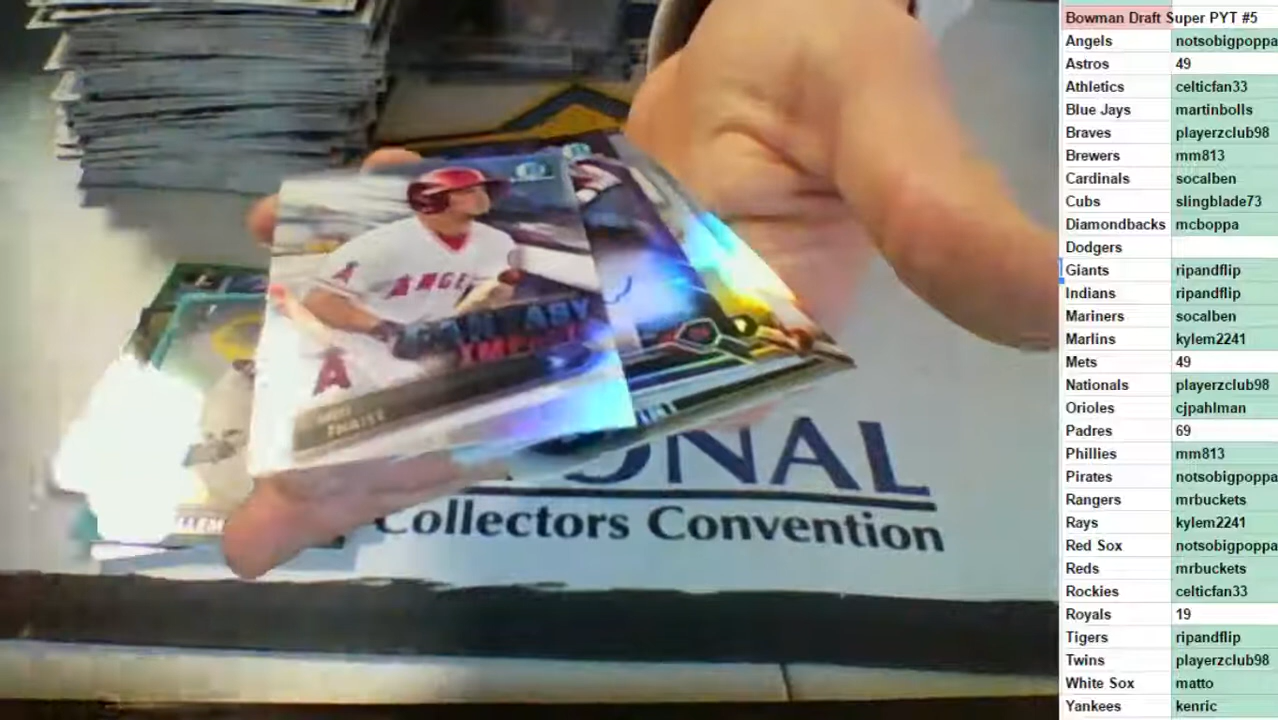 Bowman Draft Super PYT #5
Angels notsobigpoppa
Astros 49
Athletics celticfan33
Blue Jays martinbolls
Braves playerzclub98
Brewers mm813
Cardinals socalben
Cubs slingblade73
Diamondbacks mcboppa
Dodgers
Giants ripandflip
Indians ripandflip
Mariners socalben
Marlins kylem2241
Mets 49
Nationals playerzclub98
Orioles cjpahlman
Padres 69
Phillies mm813
Pirates notsobigpoppa
Rangers mrbuckets
Rays kylem2241
Red Sox notsobigpoppa
Reds mrbuckets
Rockies celticfan33
Royals 19
Tigers ripandflip
Twins playerzclub98
White Sox matto
Yankees kenric
ANGE
THAISS
ONAL
Collectors Convention